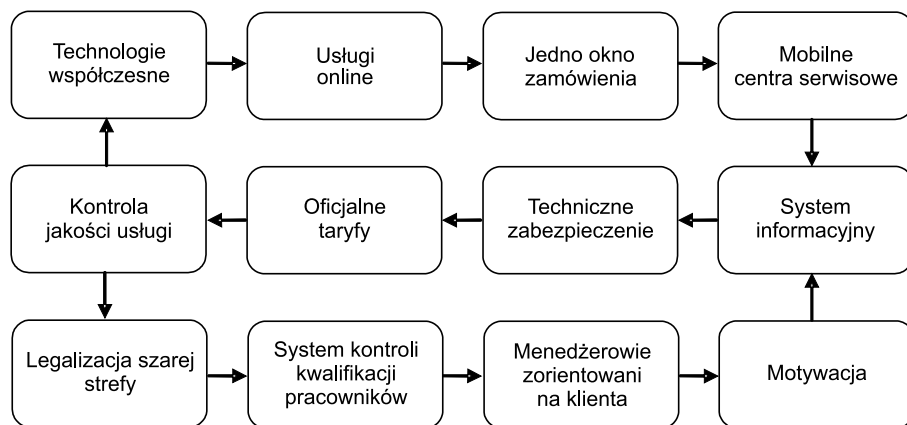 Technologie
współczesne
Usługi
online
Jedno okno
zamówienia
Mobilne
centra serwisowe
Kontrola
jakości usługi
Oficjalne
taryfy
Techniczne
zabezpieczenie
System
informacyjny
Legalizacja szarej
strefy
System kontroli
kwalifikacji
pracowników
Menedżerowie
zorientowani
na klienta
Motywacja